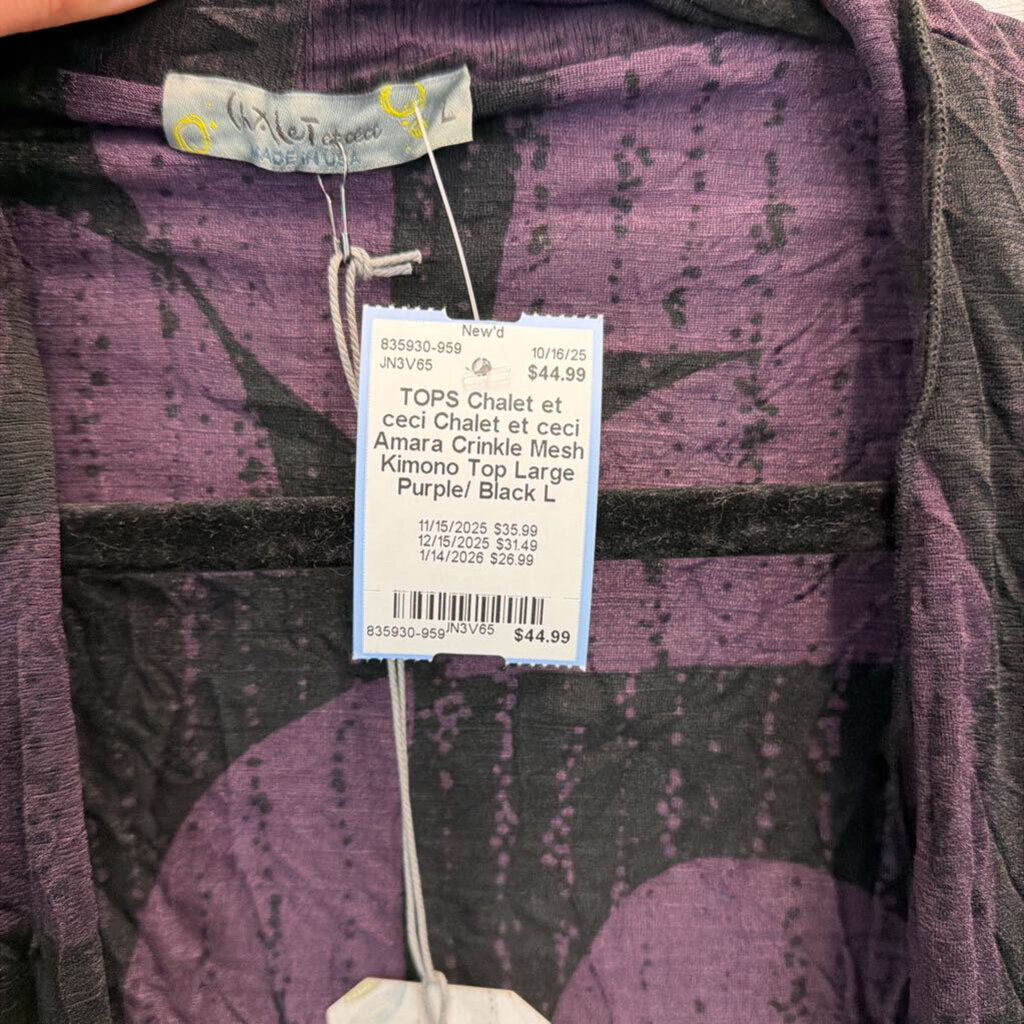 Chalet et ceci
L
MADE IN USA
New'd
835930-959 10/16/25
JN3V65 $44.99
TOPS Chalet et
ceci Chalet et ceci
Amara Crinkle Mesh
Kimono Top Large
Purple/ Black L
11/15/2025 $35.99
12/15/2025 $31.49
1/14/2026 $26.99
835930-959 JN3V65 $44.99